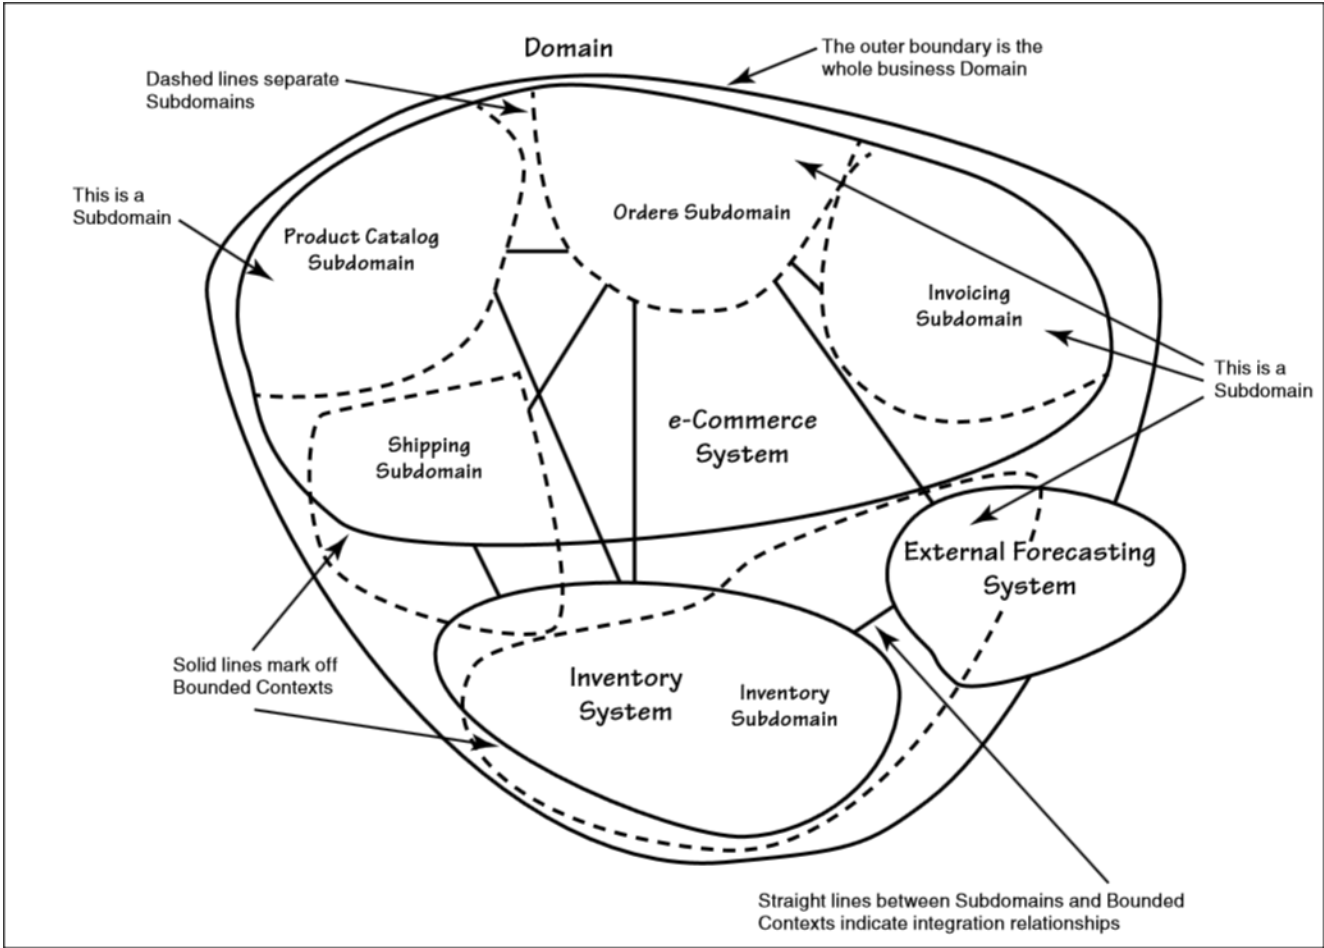 Domain
The outer boundary is the
whole business Domain
Dashed lines separate
Subdomains
This is a
Subdomain
Orders Subdomain
Product Catalog
Subdomain
Invoicing
Subdomain
This is a
Subdomain
e-Commerce
System
Shipping
Subdomain
External Forecasting
System
Solid lines mark off
Bounded Contexts
Inventory
System
Inventory
Subdomain
Straight lines between Subdomains and Bounded
Contexts indicate integration relationships